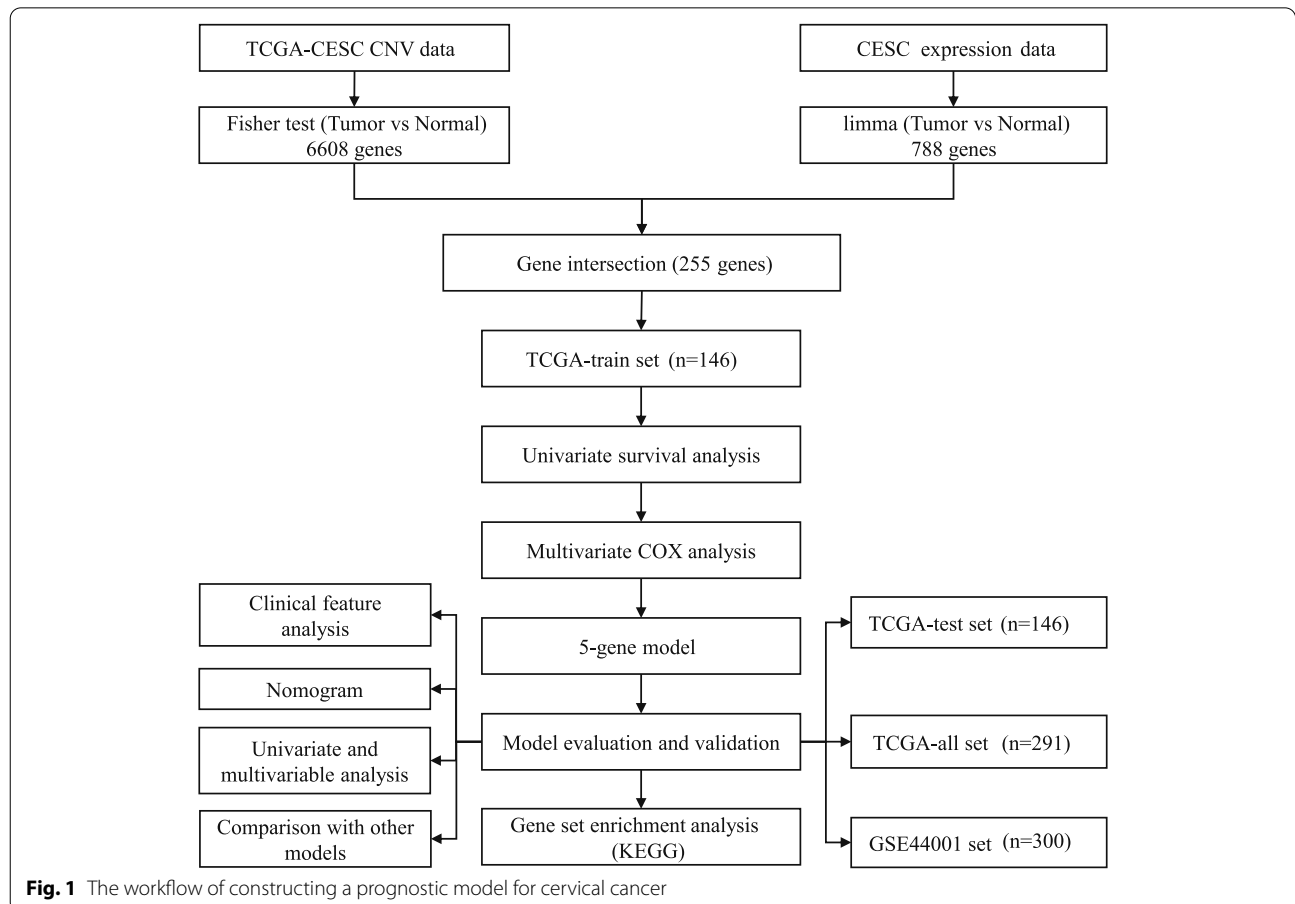 TCGA-CESC CNV data
CESC expression data
Fisher test (Tumor vs Normal)
6608 genes
limma (Tumor vs Normal)
788 genes
Gene intersection (255 genes)
TCGA-train set (n=146)
Univariate survival analysis
Multivariate COX analysis
Clinical feature
analysis
5-gene model
TCGA-test set (n=146)
Nomogram
Univariate and
multivariable analysis
Model evaluation and validation
TCGA-all set (n=291)
Comparison with other
models
Gene set enrichment analysis
(KEGG)
GSE44001 set (n=300)
Fig. 1 The workflow of constructing a prognostic model for cervical cancer